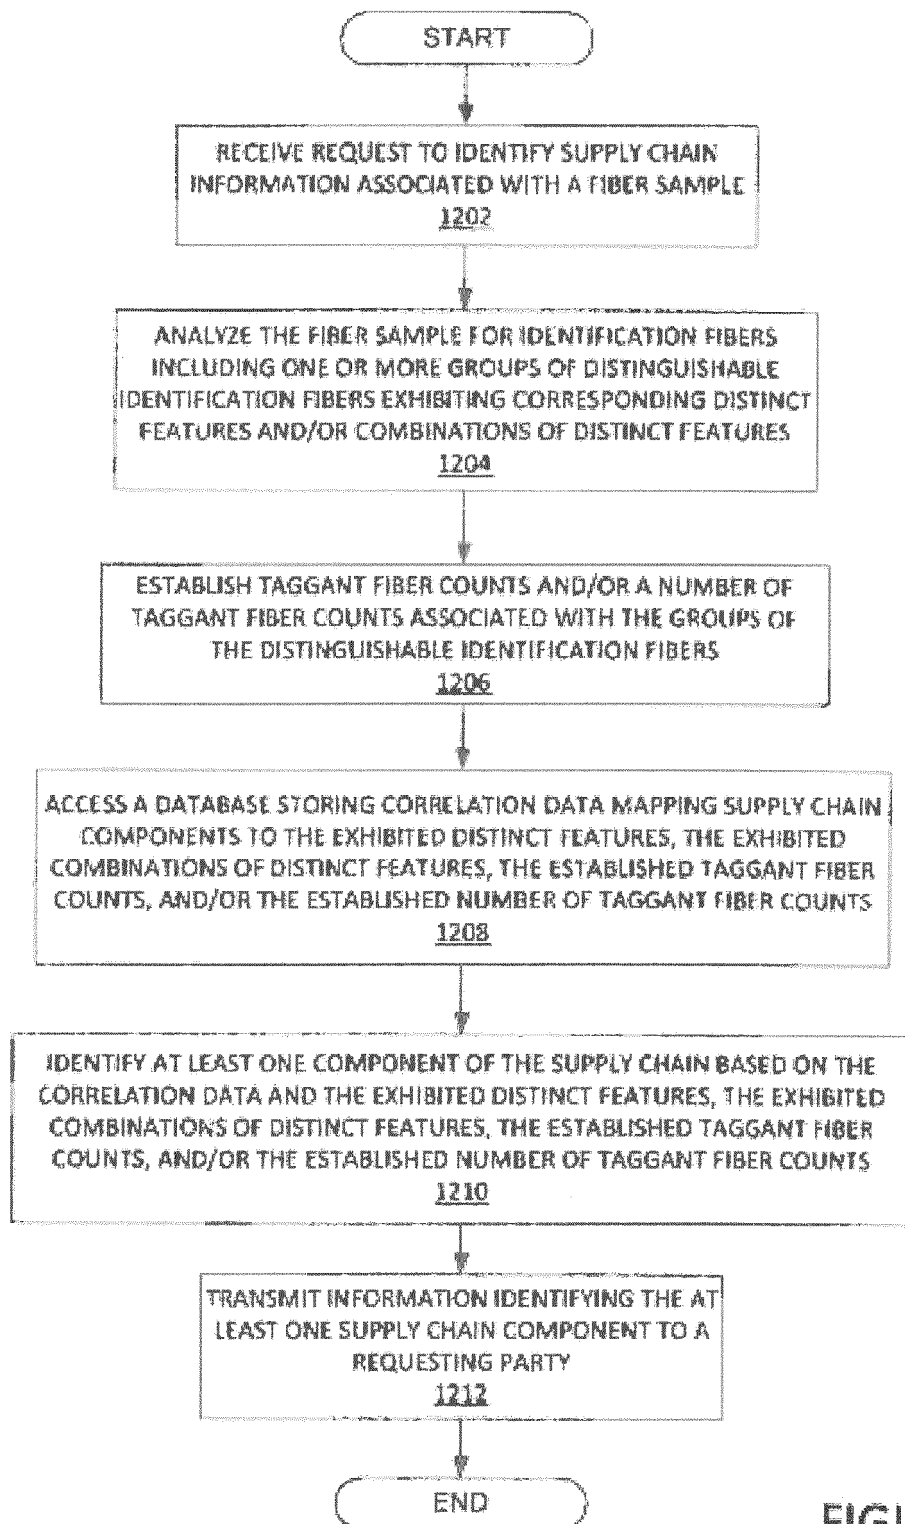 START
RECEIVE REQUEST TO IDENTIFY SUPPLY CHAIN
INFORMATION ASSOCIATED WITH A FIBER SAMPLE
1202
ANALYZE THE FIBER SAMPLE FOR IDENTIFICATION FIBERS
INCLUDING ONE OR MORE GROUPS OF DISTINGUISHABLE
IDENTIFICATION FIBERS EXHIBITING CORRESPONDING DISTINCT
FEATURES AND/OR COMBINATIONS OF DISTINCT FEATURES
1204
ESTABLISH TAGGANT FIBER COUNTS AND/OR A NUMBER OF
TAGGANT FIBER COUNTS ASSOCIATED WITH THE GROUPS OF
THE DISTINGUISHABLE IDENTIFICATION FIBERS
1206
ACCESS A DATABASE STORING CORRELATION DATA MAPPING SUPPLY CHAIN
COMPONENTS TO THE EXHIBITED DISTINCT FEATURES, THE EXHIBITED
COMBINATIONS OF DISTINCT FEATURES, THE ESTABLISHED TAGGANT FIBER
COUNTS, AND/OR THE ESTABLISHED NUMBER OF TAGGANT FIBER COUNTS
1208
IDENTIFY AT LEAST ONE COMPONENT OF THE SUPPLY CHAIN BASED ON THE
CORRELATION DATA AND THE EXHIBITED DISTINCT FEATURES, THE EXHIBITED
COMBINATIONS OF DISTINCT FEATURES, THE ESTABLISHED TAGGANT FIBER
COUNTS, AND/OR THE ESTABLISHED NUMBER OF TAGGANT FIBER COUNTS
1210
TRANSMIT INFORMATION IDENTIFYING THE AT
LEAST ONE SUPPLY CHAIN COMPONENT TO A
REQUESTING PARTY
1212
END